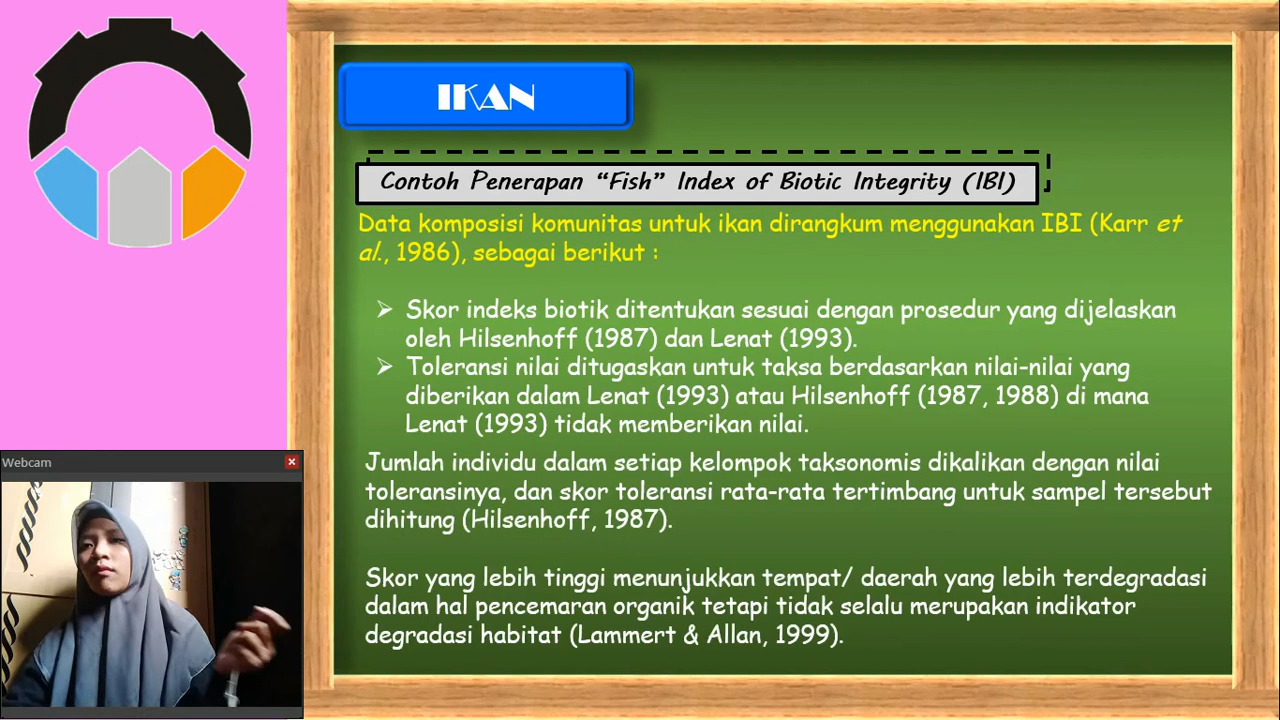 IKAN
Contoh Penerapan “Fish” Index of Biotic Integrity (IBI)
Data komposisi komunitas untuk ikan dirangkum menggunakan IBI (Karr et
al., 1986), sebagai berikut :
➢ Skor indeks biotik ditentukan sesuai dengan prosedur yang dijelaskan
oleh Hilsenhoff (1987) dan Lenat (1993).
➢ Toleransi nilai ditugaskan untuk taksa berdasarkan nilai-nilai yang
diberikan dalam Lenat (1993) atau Hilsenhoff (1987, 1988) di mana
Lenat (1993) tidak memberikan nilai.
Jumlah individu dalam setiap kelompok taksonomis dikalikan dengan nilai
toleransinya, dan skor toleransi rata-rata tertimbang untuk sampel tersebut
dihitung (Hilsenhoff, 1987).
Skor yang lebih tinggi menunjukkan tempat/ daerah yang lebih terdegradasi
dalam hal pencemaran organik tetapi tidak selalu merupakan indikator
degradasi habitat (Lammert & Allan, 1999).
Webcam